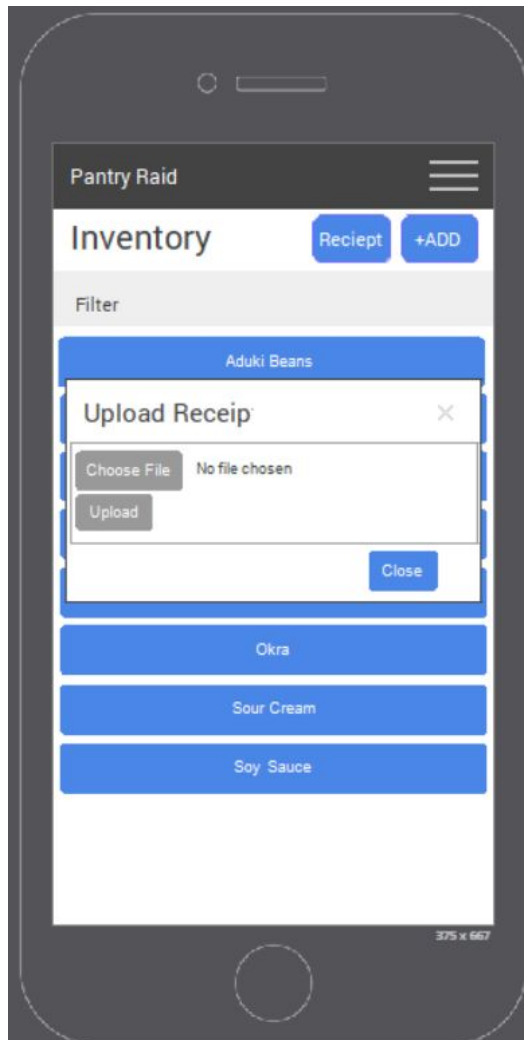 Pantry Raid
Inventory
Reciept
+ADD
Filter
Aduki Beans
Upload Receip
Choose File
No file chosen
Upload
Close
Okra
Sour Cream
Soy Sauce
375 x 667